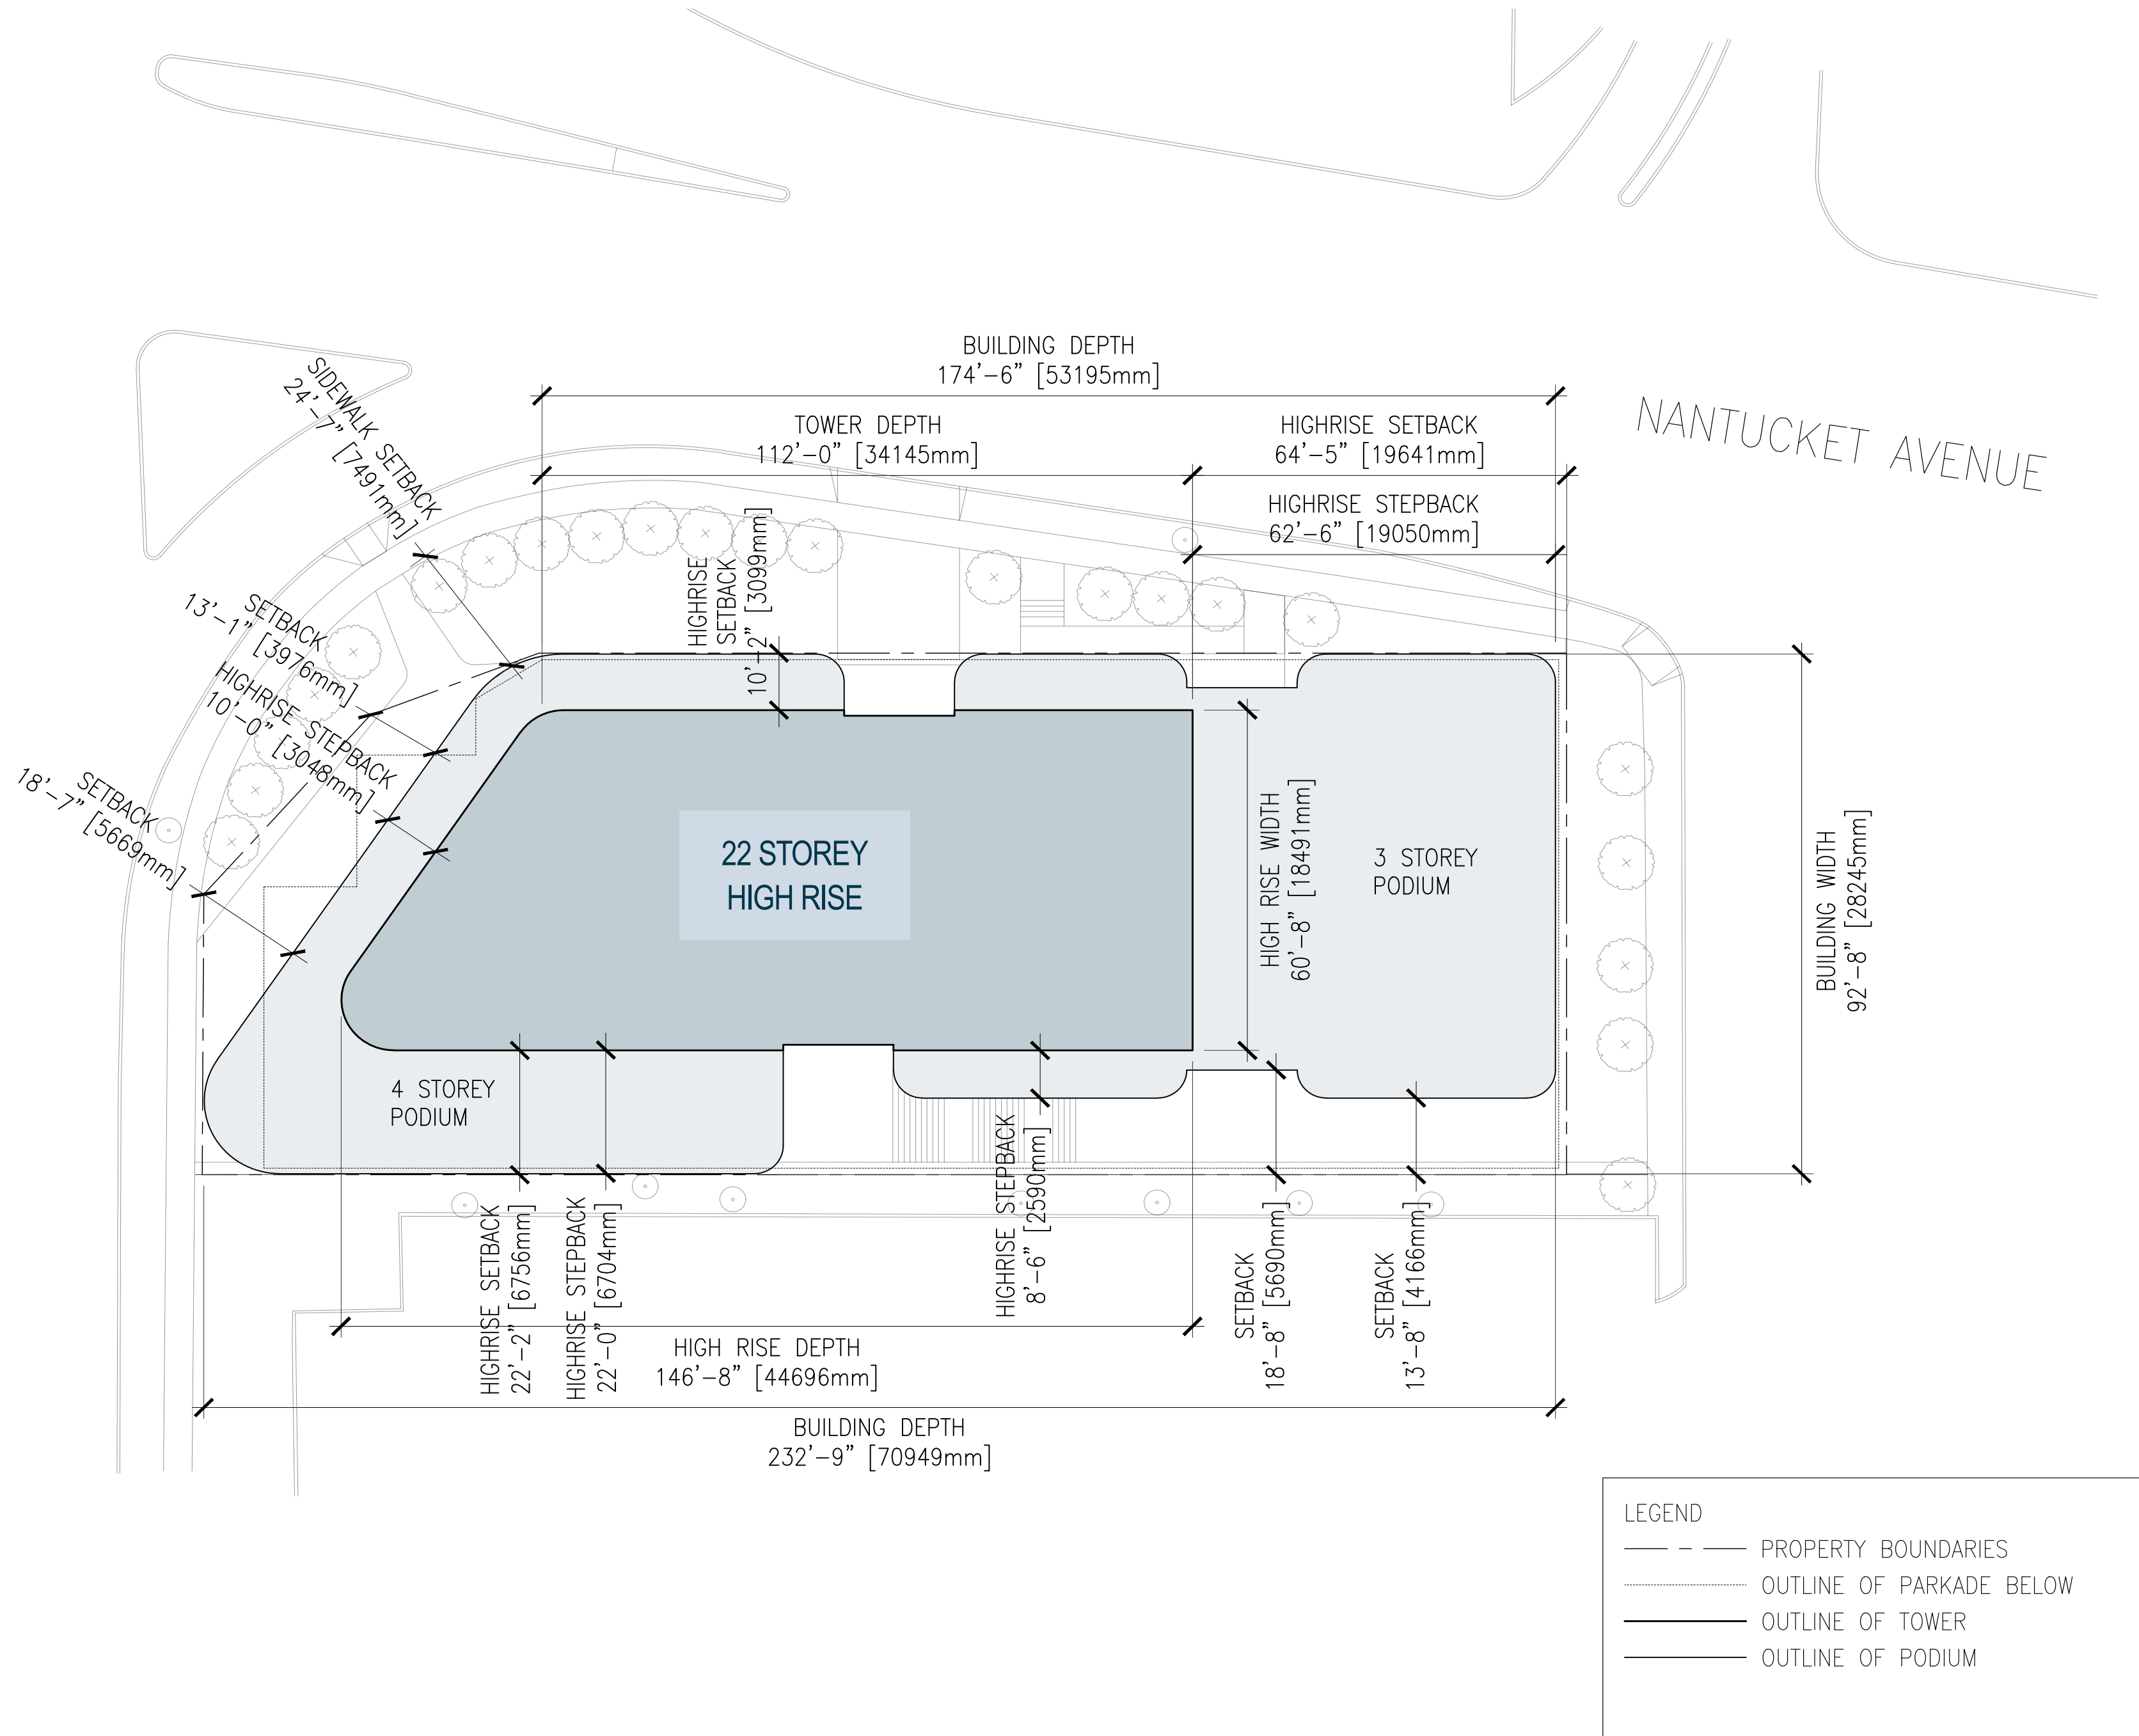 BUILDING DEPTH
174'-6" [53195mm]
TOWER DEPTH
112'-0" [34145mm]
HIGHRISE SETBACK
64'-5" [19641mm]
HIGHRISE STEPBACK
62'-6" [19050mm]
NANTUCKET AVENUE
SIDEWALK SETBACK
24'-7" [7491mm]
HIGHRISE
SETBACK
10'-2" [3099mm]
SETBACK
13'-1" [3976mm]
HIGHRISE STEPBACK
10'-0" [3048mm]
SETBACK
18'-7" [5669mm]
22 STOREY
HIGH RISE
HIGH RISE WIDTH
60'-8" [18491mm]
3 STOREY
PODIUM
BUILDING WIDTH
92'-8" [28245mm]
4 STOREY
PODIUM
HIGHRISE SETBACK
22'-2" [6756mm]
HIGHRISE STEPBACK
22'-0" [6704mm]
HIGHRISE STEPBACK
8'-6" [2590mm]
SETBACK
18'-8" [5690mm]
SETBACK
13'-8" [4166mm]
HIGH RISE DEPTH
146'-8" [44696mm]
BUILDING DEPTH
232'-9" [70949mm]
LEGEND
PROPERTY BOUNDARIES
OUTLINE OF PARKADE BELOW
OUTLINE OF TOWER
OUTLINE OF PODIUM